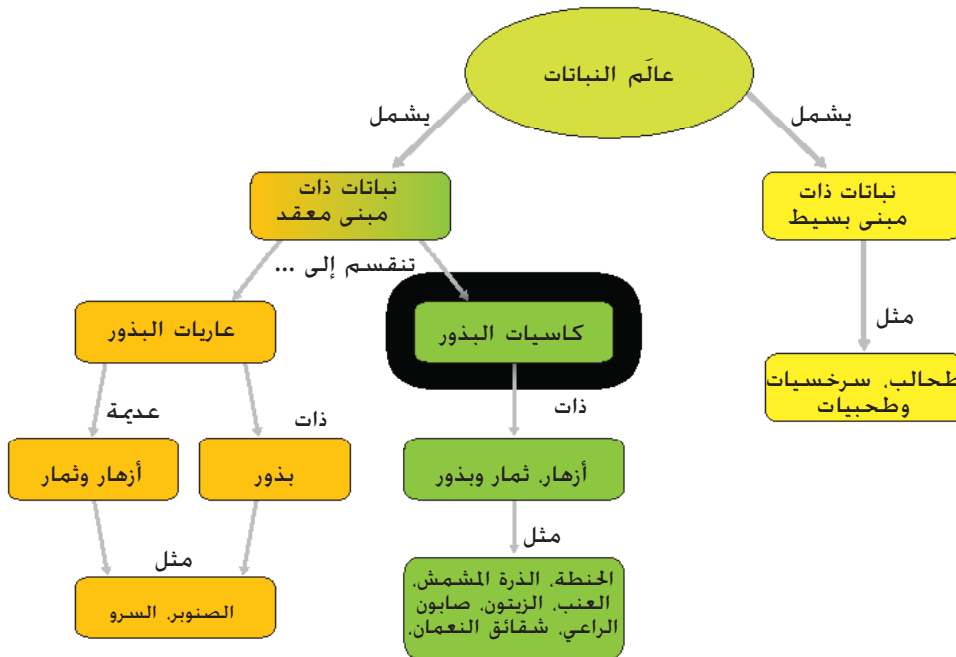 عالَم النباتات
يشمل
يشمل
نباتات ذات
مبنى بسيط
نباتات ذات
مبنى معقد
تنقسم إلى ...
مثل
كاسيات البذور
عاريات البذور
طحالب، سرخسيات
وطحبيات
ذات
ذات
عديمة
أزهار، ثمار وبذور
بذور
أزهار وثمار
مثل
مثل
الحنطة، الذرة المشمش،
العنب، الزيتون، صابون
الراعي، شقائق النعمان،
الصنوبر، السرو